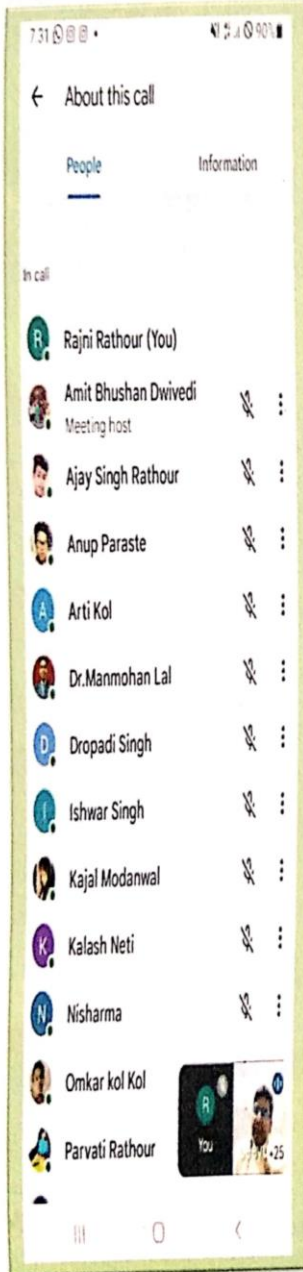 7:31
90%
← About this call
People Information
In call
R Rajni Rathour (You)
Amit Bhushan Dwivedi
Meeting host
Ajay Singh Rathour
Anup Paraste
A Arti Kol
Dr.Manmohan Lal
D Dropadi Singh
I Ishwar Singh
Kajal Modanwal
K Kalash Neti
N Nisharma
Omkar kol Kol
Parvati Rathour
R
You
+25